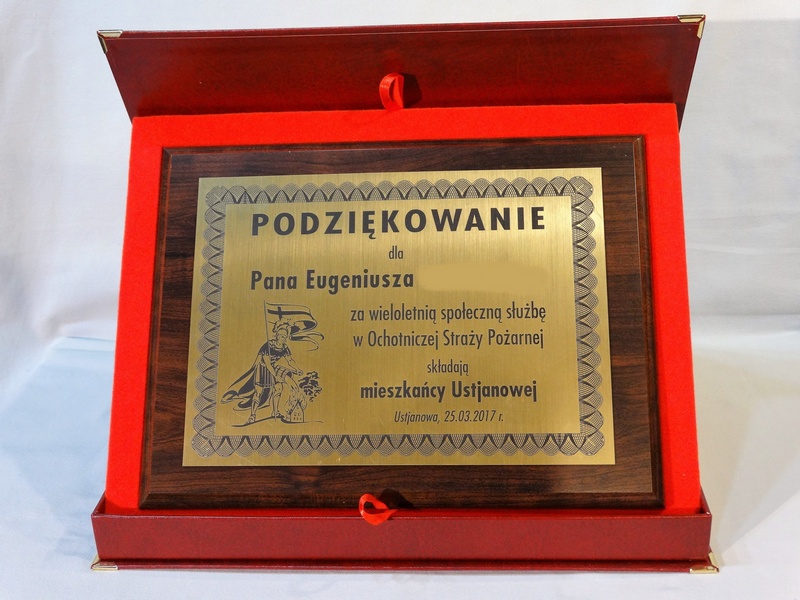 PODZIĘKOWANIE
dla
Pana Eugeniusza
za wieloletnią społeczną służbę
w Ochotniczej Straży Pożarnej
składają
mieszkańcy Ustjanowej
Ustjanowa, 25.03.2017 r.